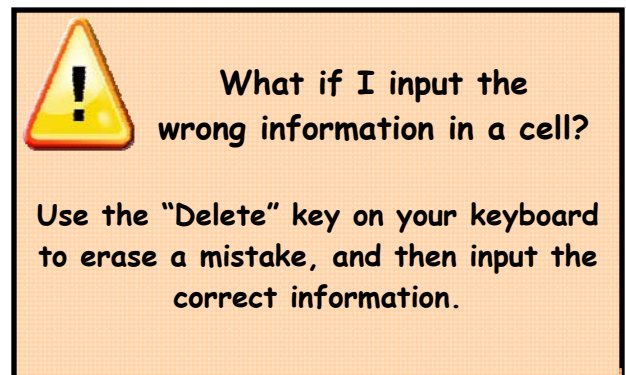 !
What if I input the
wrong information in a cell?
Use the “Delete” key on your keyboard
to erase a mistake, and then input the
correct information.